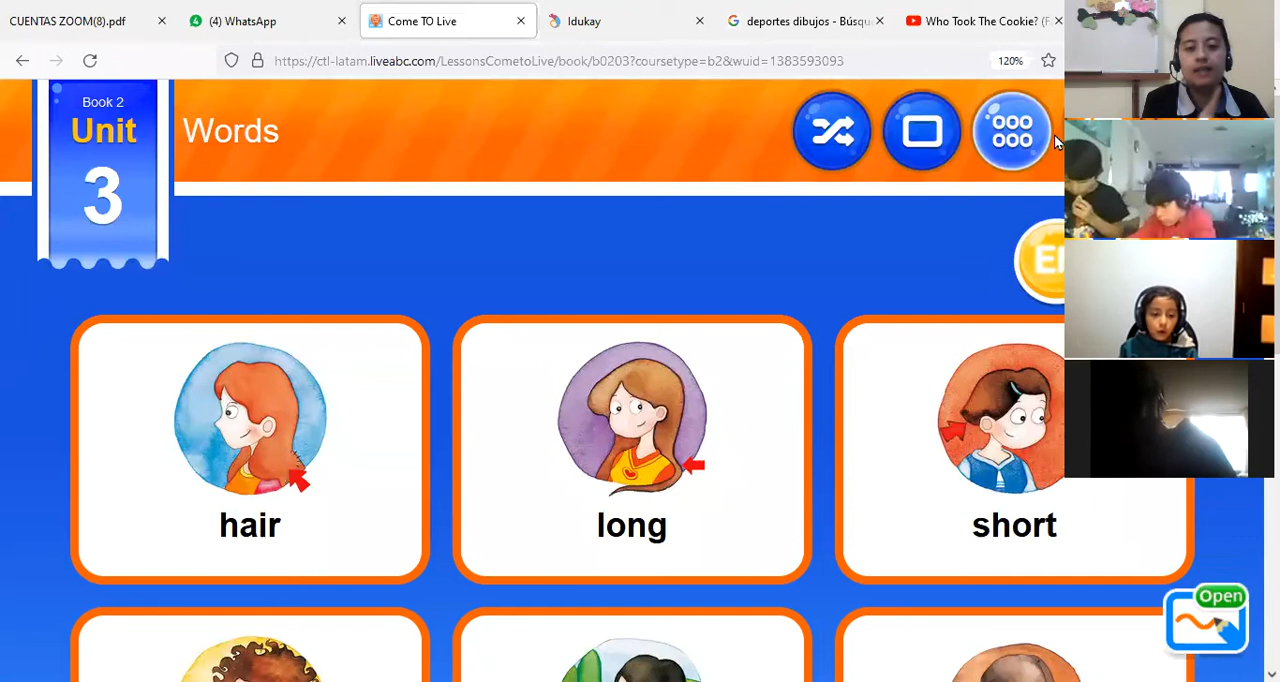 CUENTAS ZOOM(8).pdf
(4) WhatsApp
Come TO Live
Idukay
deportes dibujos - Búsqu
Who Took The Cookie? (F
https://ctl-latam.liveabc.com/LessonsCometoLive/book/b0203?coursetype=b2&wuid=1383593093
120%
Book 2
Unit
3
Words
hair
long
short
Open